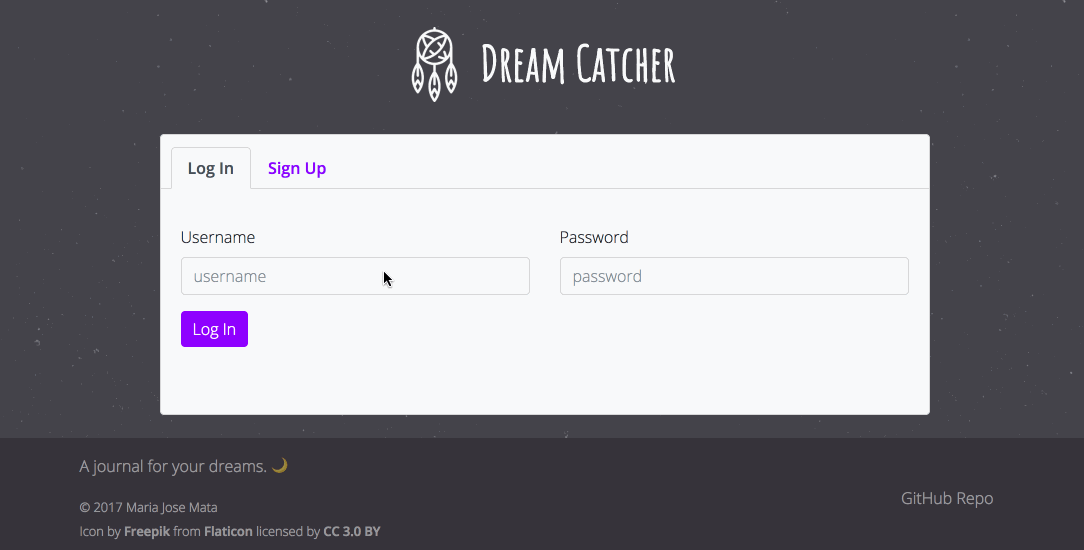 Dream Catcher
Log In Sign Up
Username Password
username password
Log In
A journal for your dreams.
© 2017 Maria Jose Mata
GitHub Repo
Icon by Freepik from Flaticon licensed by CC 3.0 BY